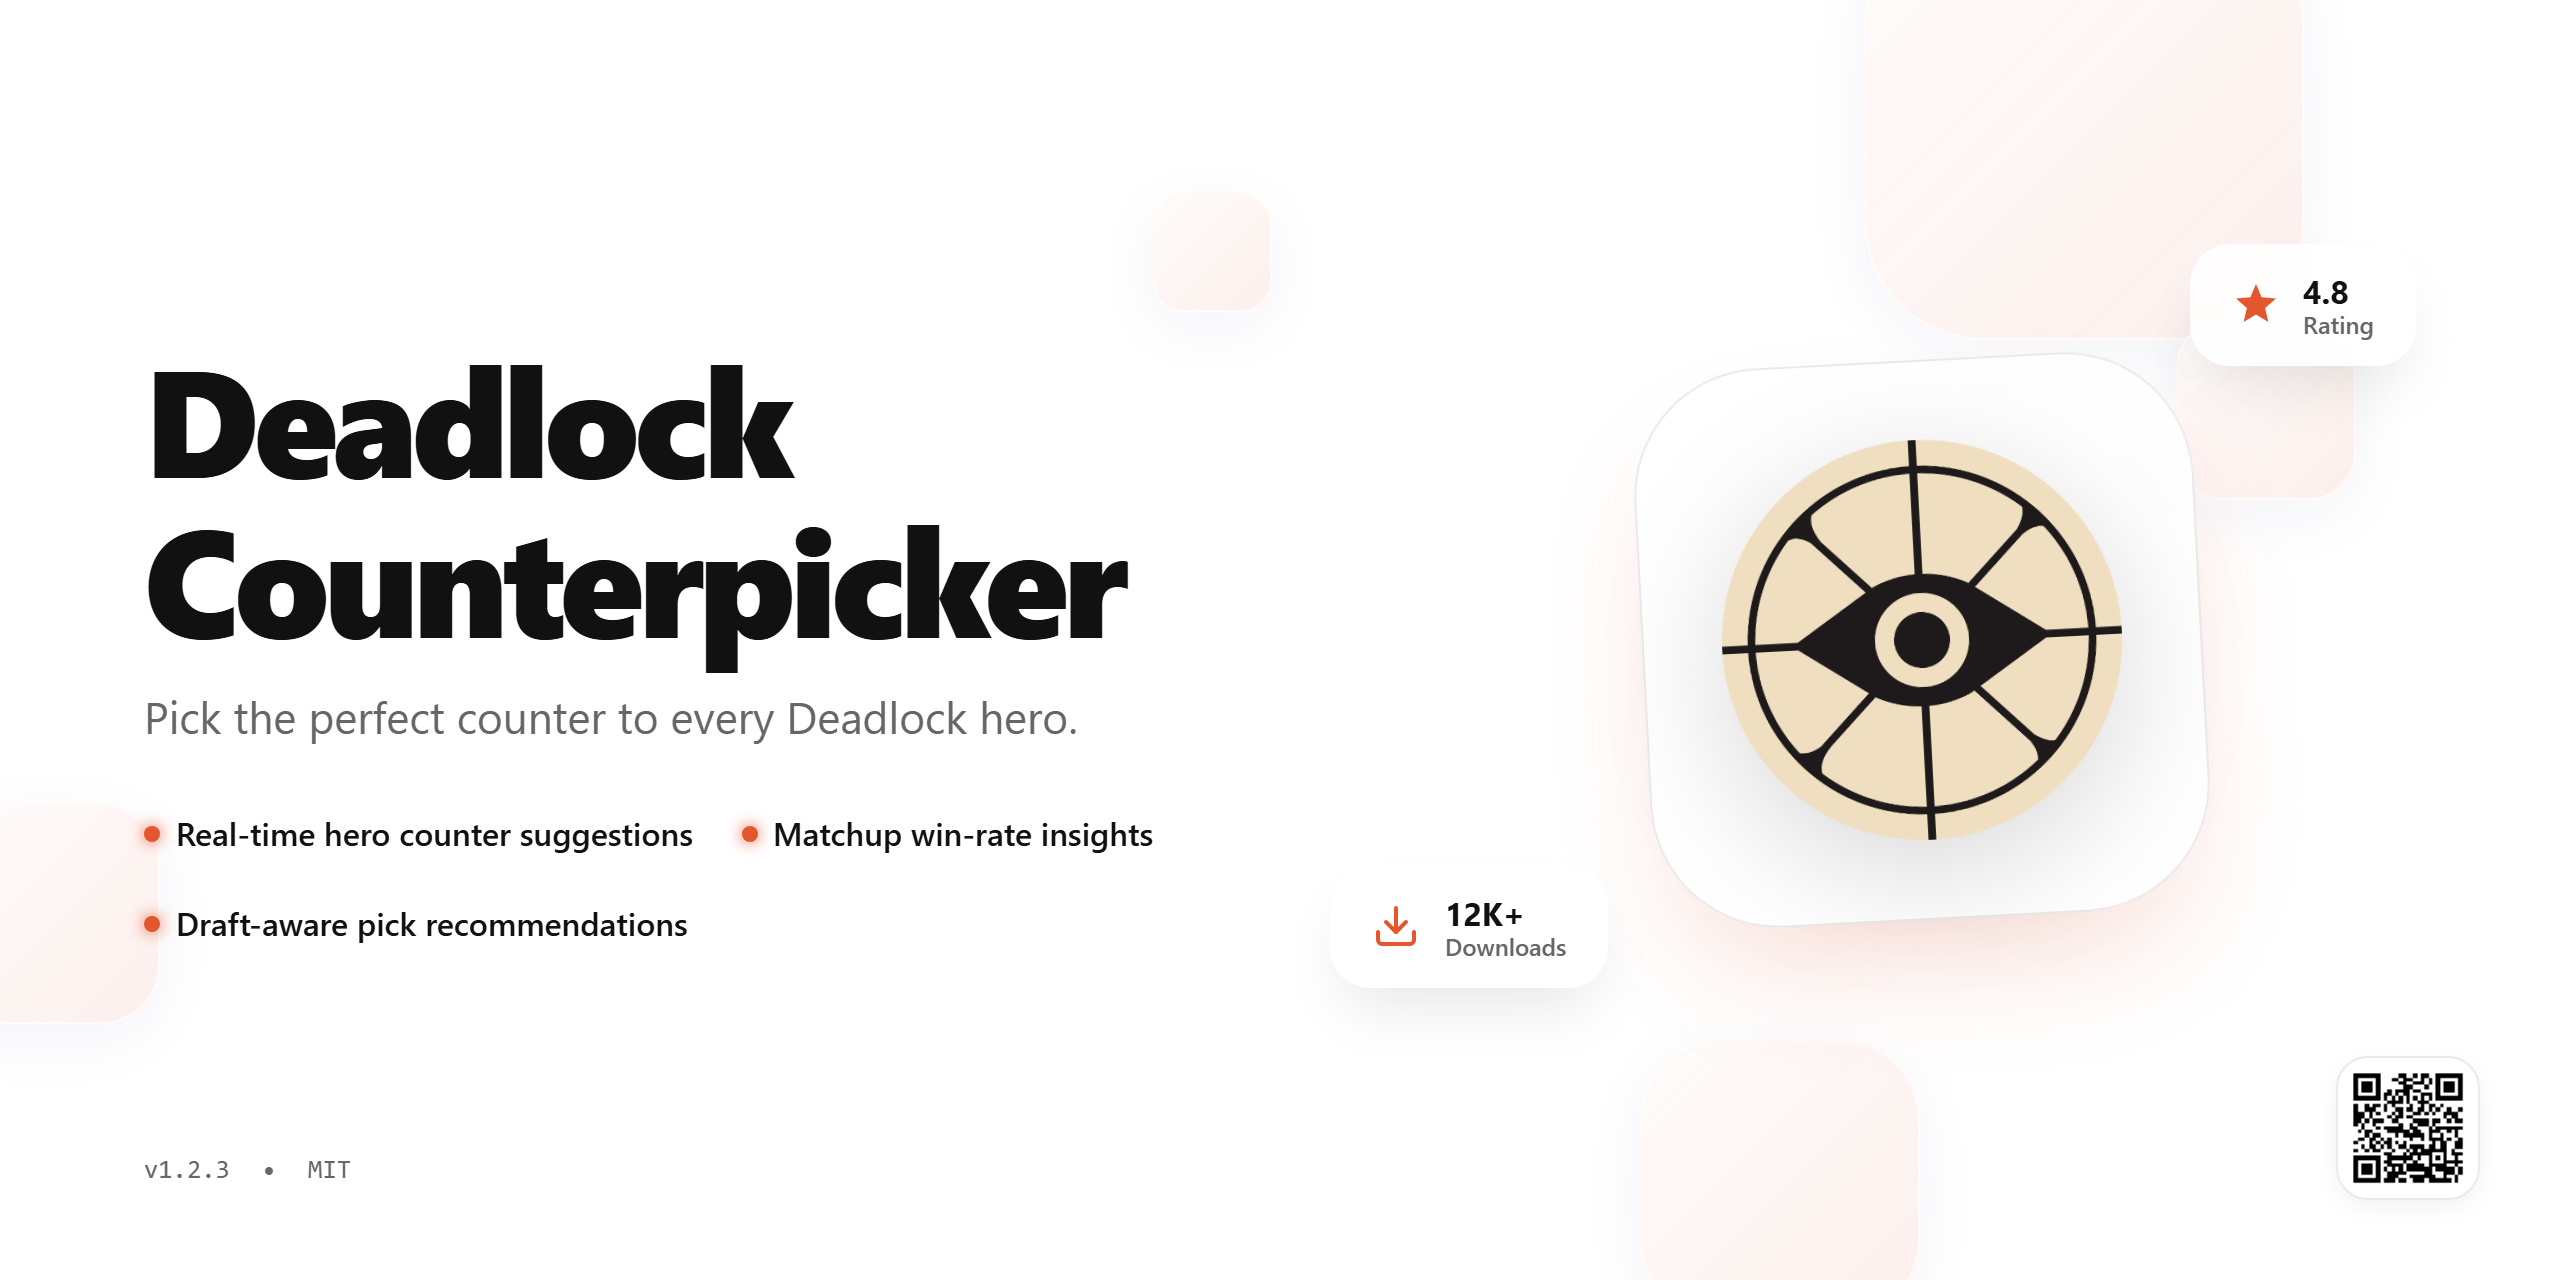 Deadlock
Counterpicker
Pick the perfect counter to every Deadlock hero.
Real-time hero counter suggestions
Matchup win-rate insights
Draft-aware pick recommendations
4.8
Rating
12K+
Downloads
v1.2.3 • MIT